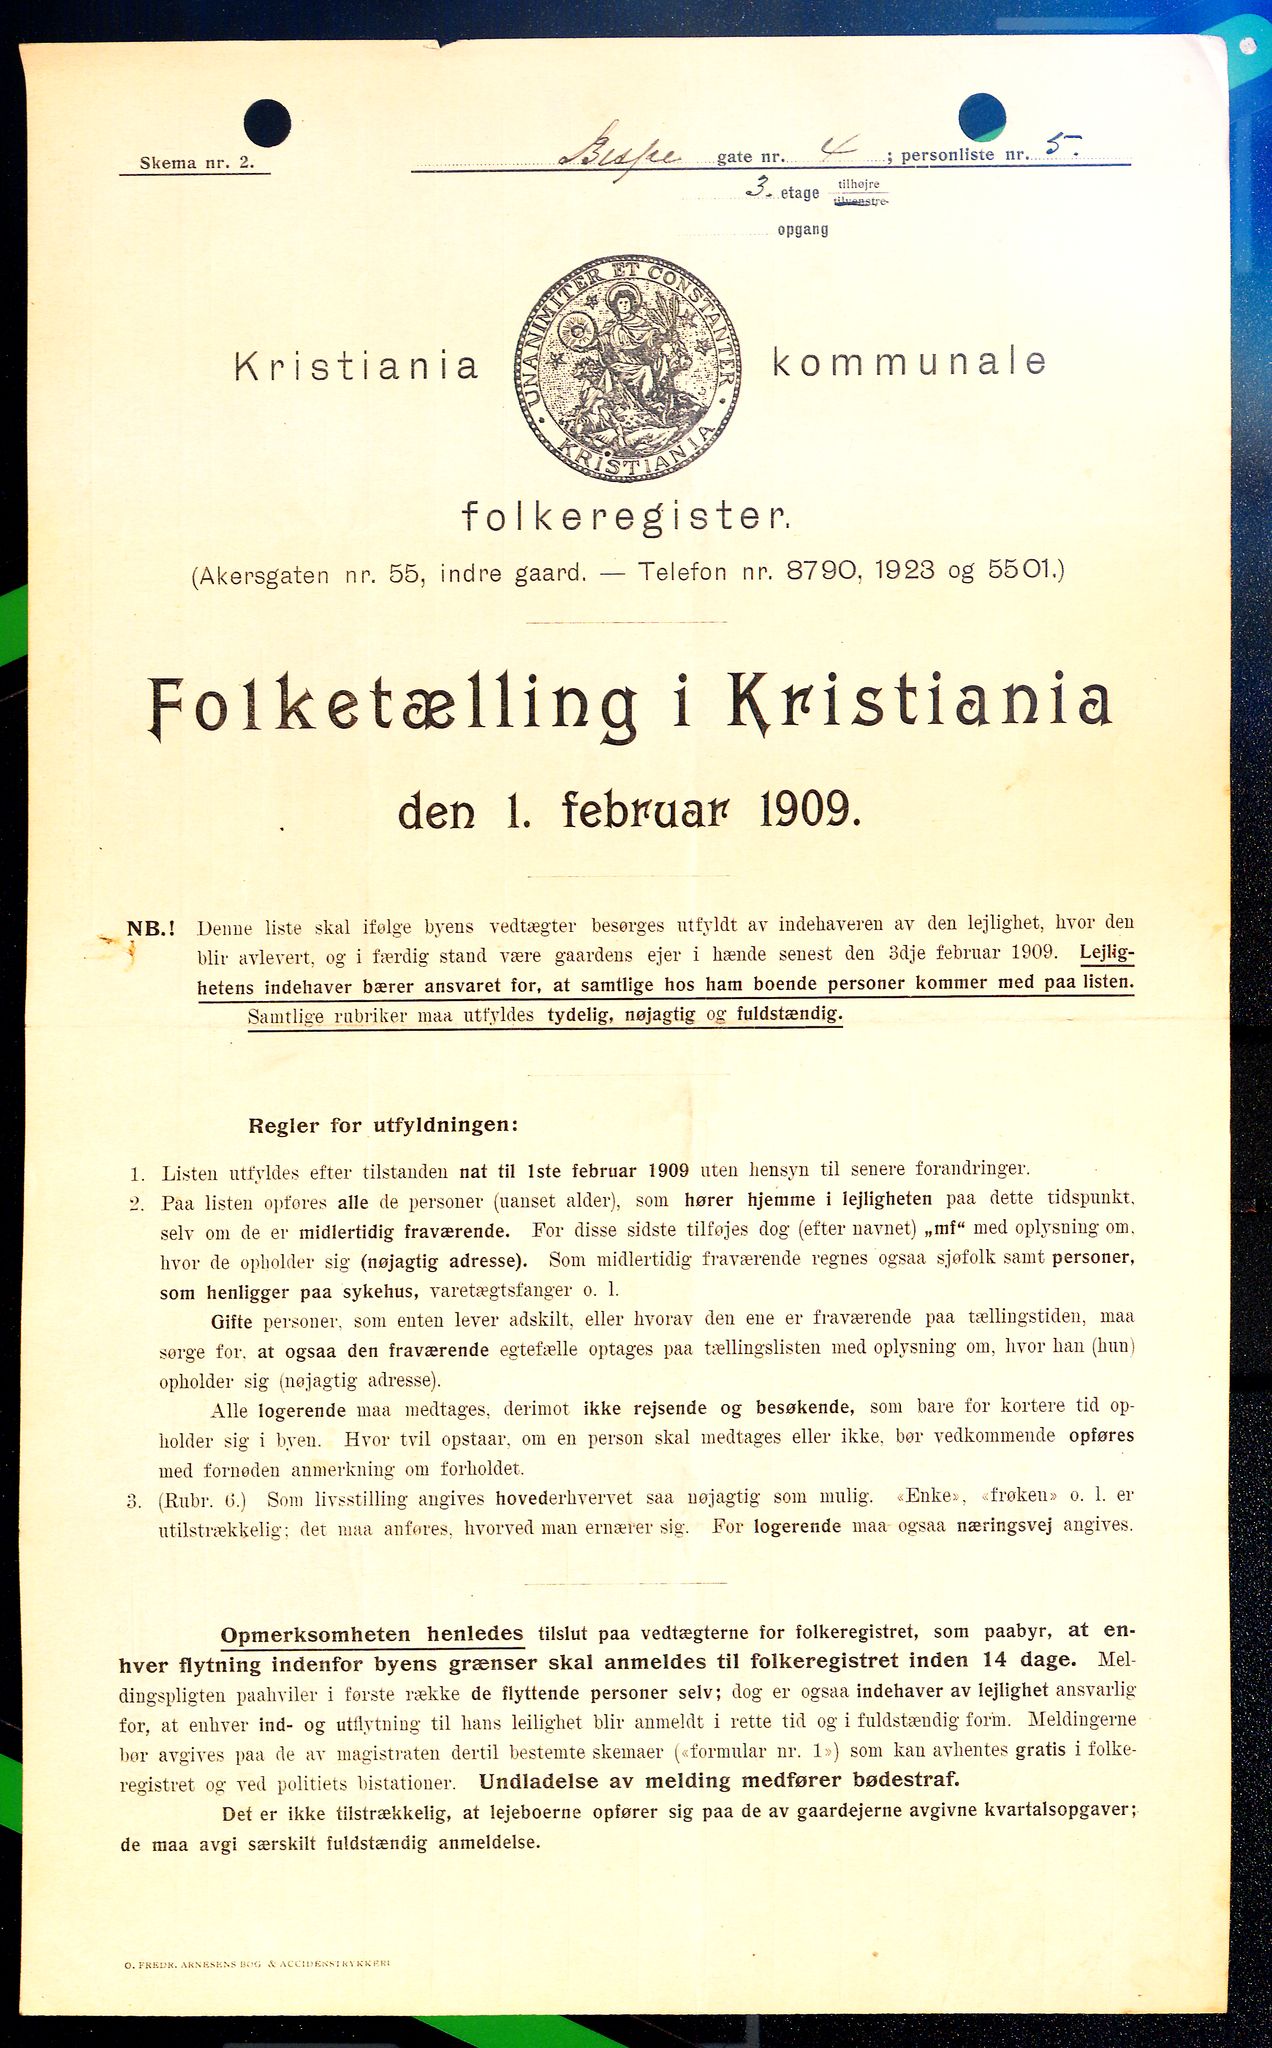 Skema nr. 2.
Bispe gate nr. 4 ; personliste nr. 5.
3. etage tilhøjre
tilvenstre
opgang
UNANIMITER ET CONSTANTER
KRISTIANIA
Kristiania kommunale
folkeregister.
(Akersgaten nr. 55, indre gaard. — Telefon nr. 8790, 1923 og 5501.)
Folketælling i Kristiania
den 1. februar 1909.
NB.! Denne liste skal ifølge byens vedtægter besørges utfyldt av indehaveren av den lejlighet, hvor den
blir avlevert, og i færdig stand være gaardens ejer i hænde senest den 3dje februar 1909. Lejlig-
hetens indehaver bærer ansvaret for, at samtlige hos ham boende personer kommer med paa listen.
Samtlige rubriker maa utfyldes tydelig, nøjagtig og fuldstændig.
Regler for utfyldningen:
1. Listen utfyldes efter tilstanden nat til 1ste februar 1909 uten hensyn til senere forandringer.
2. Paa listen opføres alle de personer (uanset alder), som hører hjemme i lejligheten paa dette tidspunkt,
selv om de er midlertidig fraværende. For disse sidste tilføjes dog (efter navnet) „mf“ med oplysning om,
hvor de opholder sig (nøjagtig adresse). Som midlertidig fraværende regnes ogsaa sjøfolk samt personer,
som henligger paa sykehus, varetægtsfanger o. l.
Gifte personer, som enten lever adskilt, eller hvorav den ene er fraværende paa tællingstiden, maa
sørge for, at ogsaa den fraværende egtefælle optages paa tællingslisten med oplysning om, hvor han (hun)
opholder sig (nøjagtig adresse).
Alle logerende maa medtages, derimot ikke rejsende og besøkende, som bare for kortere tid op-
holder sig i byen. Hvor tvil opstaar, om en person skal medtages eller ikke, bør vedkommende opføres
med fornøden anmerkning om forholdet.
3. (Rubr. 6.) Som livsstilling angives hovederhvervet saa nøjagtig som mulig. «Enke», «frøken» o. l. er
utilstrækkelig; det maa anføres, hvorved man ernærer sig. For logerende maa ogsaa næringsvej angives.
Opmerksomheten henledes tilslut paa vedtægterne for folkeregistret, som paabyr, at en-
hver flytning indenfor byens grænser skal anmeldes til folkeregistret inden 14 dage. Mel-
dingspligten paahviler i første række de flyttende personer selv; dog er ogsaa indehaver av lejlighet ansvarlig
for, at enhver ind- og utflytning til hans leilighet blir anmeldt i rette tid og i fuldstændig form. Meldingerne
bør avgives paa de av magistraten dertil bestemte skemaer («formular nr. 1») som kan avhentes gratis i folke-
registret og ved politiets bistationer. Undladelse av melding medfører bødestraf.
Det er ikke tilstrækkelig, at lejeboerne opfører sig paa de av gaardejerne avgivne kvartalsopgaver;
de maa avgi særskilt fuldstændig anmeldelse.
O. FREDR. ARNESENS BOG & ACCIDENSTRYKKERI